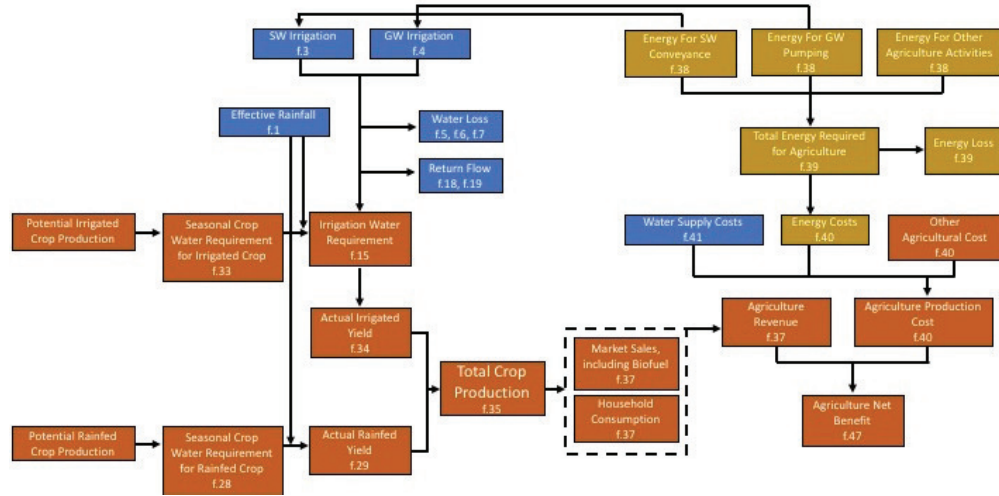 SW Irrigation
f.3
GW Irrigation
f.4
Energy For SW
Conveyance
f.38
Energy For GW
Pumping
f.38
Energy For Other
Agriculture Activities
f.38
Effective Rainfall
f.1
Water Loss
f.5, f.6, f.7
Total Energy Required
for Agriculture
f.39
Energy Loss
f.39
Return Flow
f.18, f.19
Potential Irrigated
Crop Production
Seasonal Crop
Water Requirement
for Irrigated Crop
f.33
Irrigation Water
Requirement
f.15
Water Supply Costs
f.41
Energy Costs
f.40
Other
Agricultural Cost
f.40
Actual Irrigated
Yield
f.34
Agriculture
Revenue
f.37
Agriculture Production
Cost
f.40
Market Sales,
including Biofuel
f.37
Total Crop
Production
f.35
Household
Consumption
f.37
Agriculture Net
Benefit
f.47
Potential Rainfed
Crop Production
Seasonal Crop
Water Requirement
for Rainfed Crop
f.28
Actual Rainfed
Yield
f.29